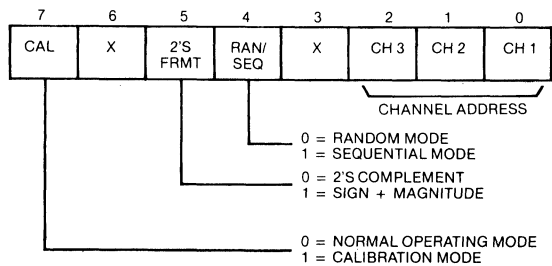 7 6 5 4 3 2 1 0
CAL X 2'S FRMT RAN/ SEQ X CH 3 CH 2 CH 1
CHANNEL ADDRESS
0 = RANDOM MODE
1 = SEQUENTIAL MODE
0 = 2'S COMPLEMENT
1 = SIGN + MAGNITUDE
0 = NORMAL OPERATING MODE
1 = CALIBRATION MODE